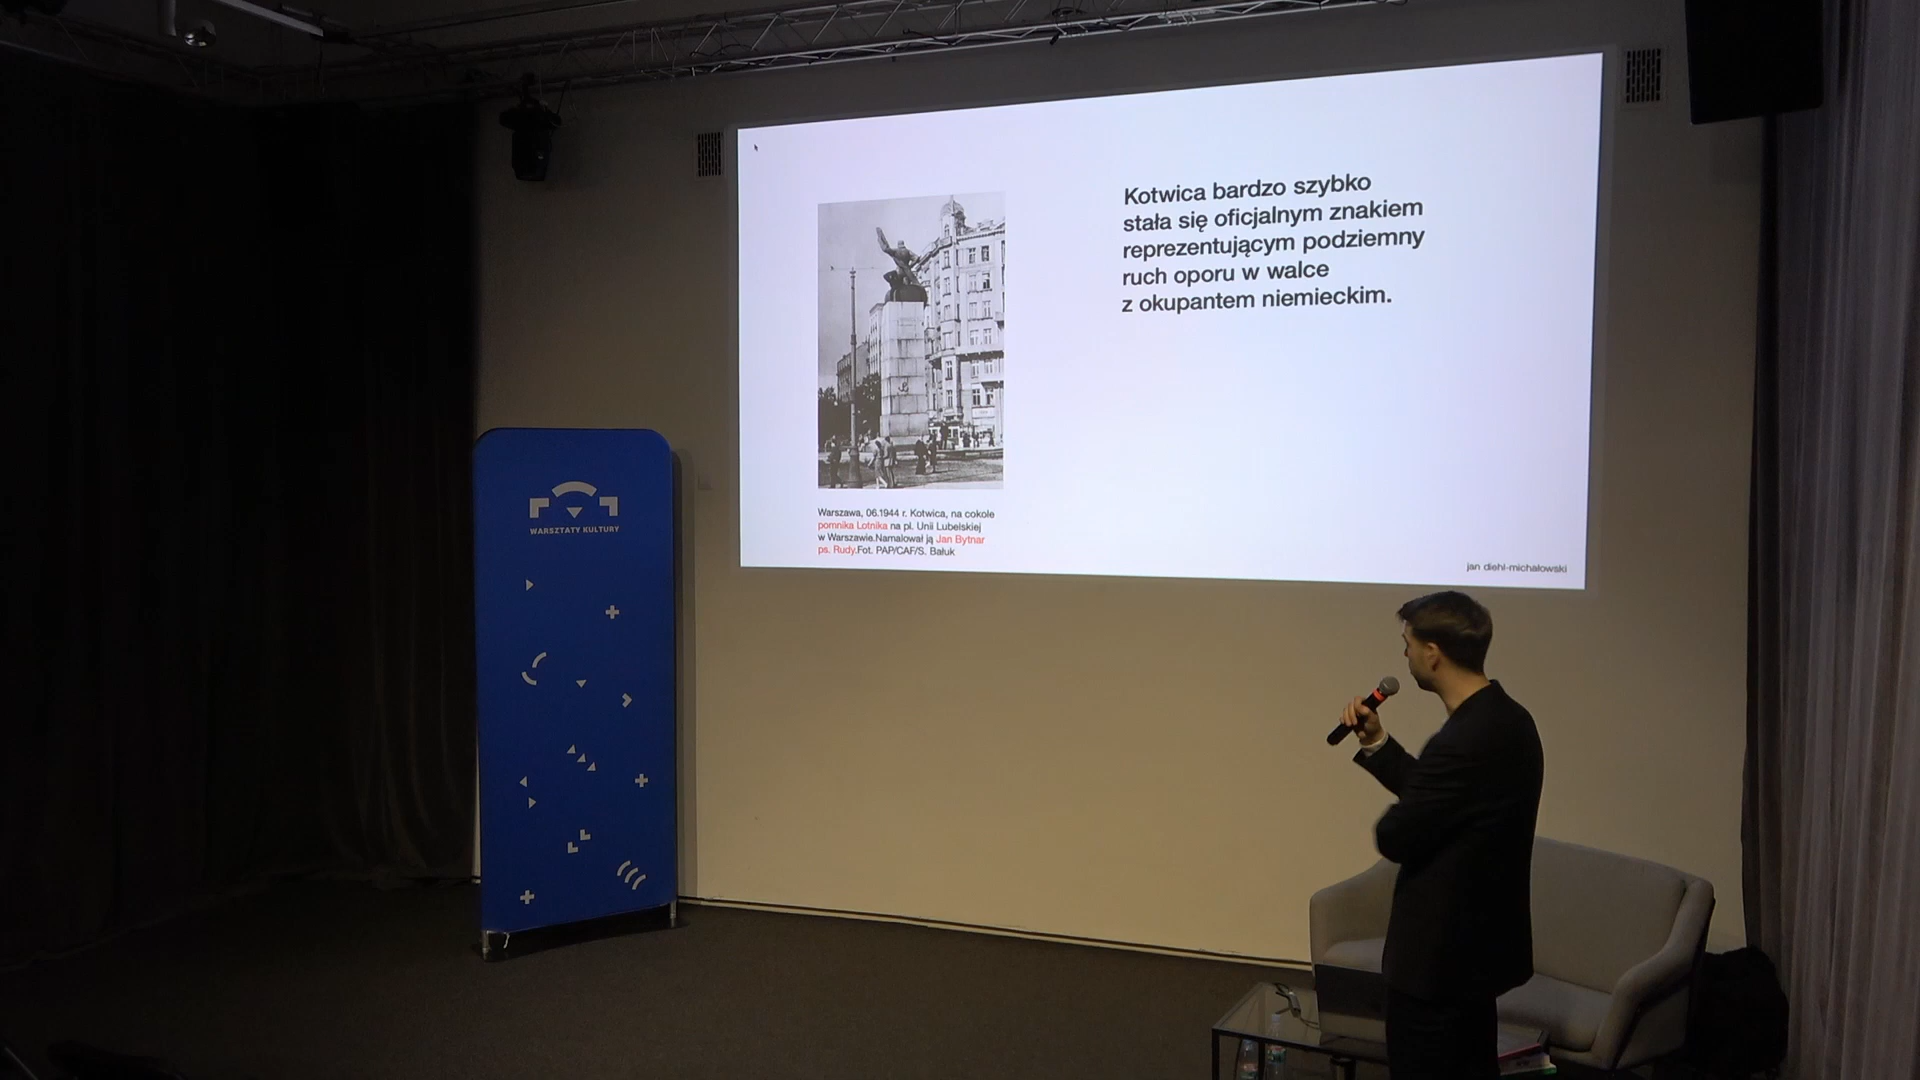 Kotwica bardzo szybko
stała się oficjalnym znakiem
reprezentującym podziemny
ruch oporu w walce
z okupantem niemieckim.
Warszawa, 06.1944 r. Kotwica, na cokole
pomnika Lotnika na pl. Unii Lubelskiej
w Warszawie.Namalował ją Jan Bytnar
ps. Rudy.Fot. PAP/CAF/S. Bałuk
jan diehl-michałowski
WARSZTATY KULTURY